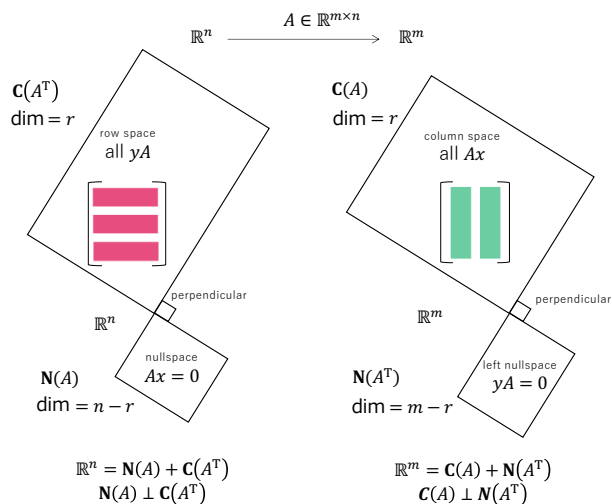 ℝⁿ A ∈ ℝᵐˣⁿ ℝᵐ
C(Aᵀ)
dim = r
row space
all yA
perpendicular
ℝⁿ
nullspace
Ax = 0
N(A)
dim = n − r
ℝⁿ = N(A) + C(Aᵀ)
N(A) ⊥ C(Aᵀ)
C(A)
dim = r
column space
all Ax
perpendicular
ℝᵐ
left nullspace
yA = 0
N(Aᵀ)
dim = m − r
ℝᵐ = C(A) + N(Aᵀ)
C(A) ⊥ N(Aᵀ)